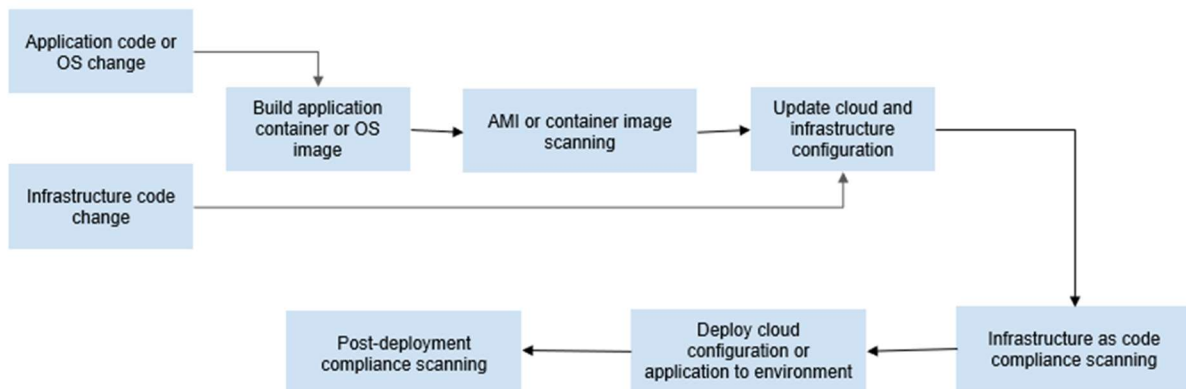 Application code or
OS change
Build application
container or OS
image
AMI or container image
scanning
Update cloud and
infrastructure
configuration
Infrastructure code
change
Post-deployment
compliance scanning
Deploy cloud
configuration or
application to environment
Infrastructure as code
compliance scanning